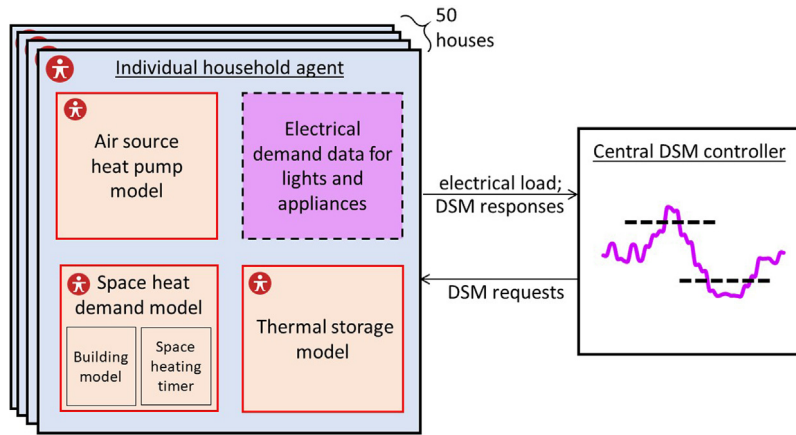 50
houses
Individual household agent
Air source
heat pump
model
Electrical
demand data for
lights and
appliances
Space heat
demand model
Building
model
Space
heating
timer
Thermal storage
model
electrical load;
DSM responses
DSM requests
Central DSM controller